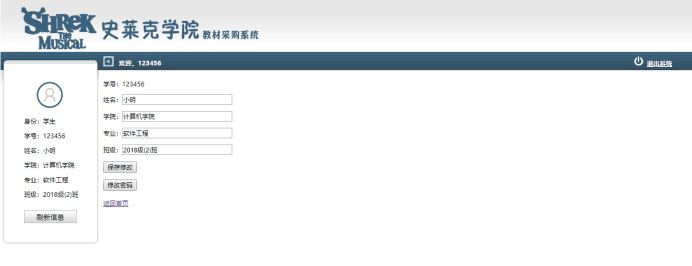 SHREK THE MUSICAL 史莱克学院 教材采购系统
欢迎，123456 退出系统
身份：学生
学号：123456
姓名：小明
学院：计算机学院
专业：软件工程
班级：2018级(2)班
刷新信息
学号：123456
姓名：小明
学院：计算机学院
专业：软件工程
班级：2018级(2)班
保存修改
修改密码
返回首页